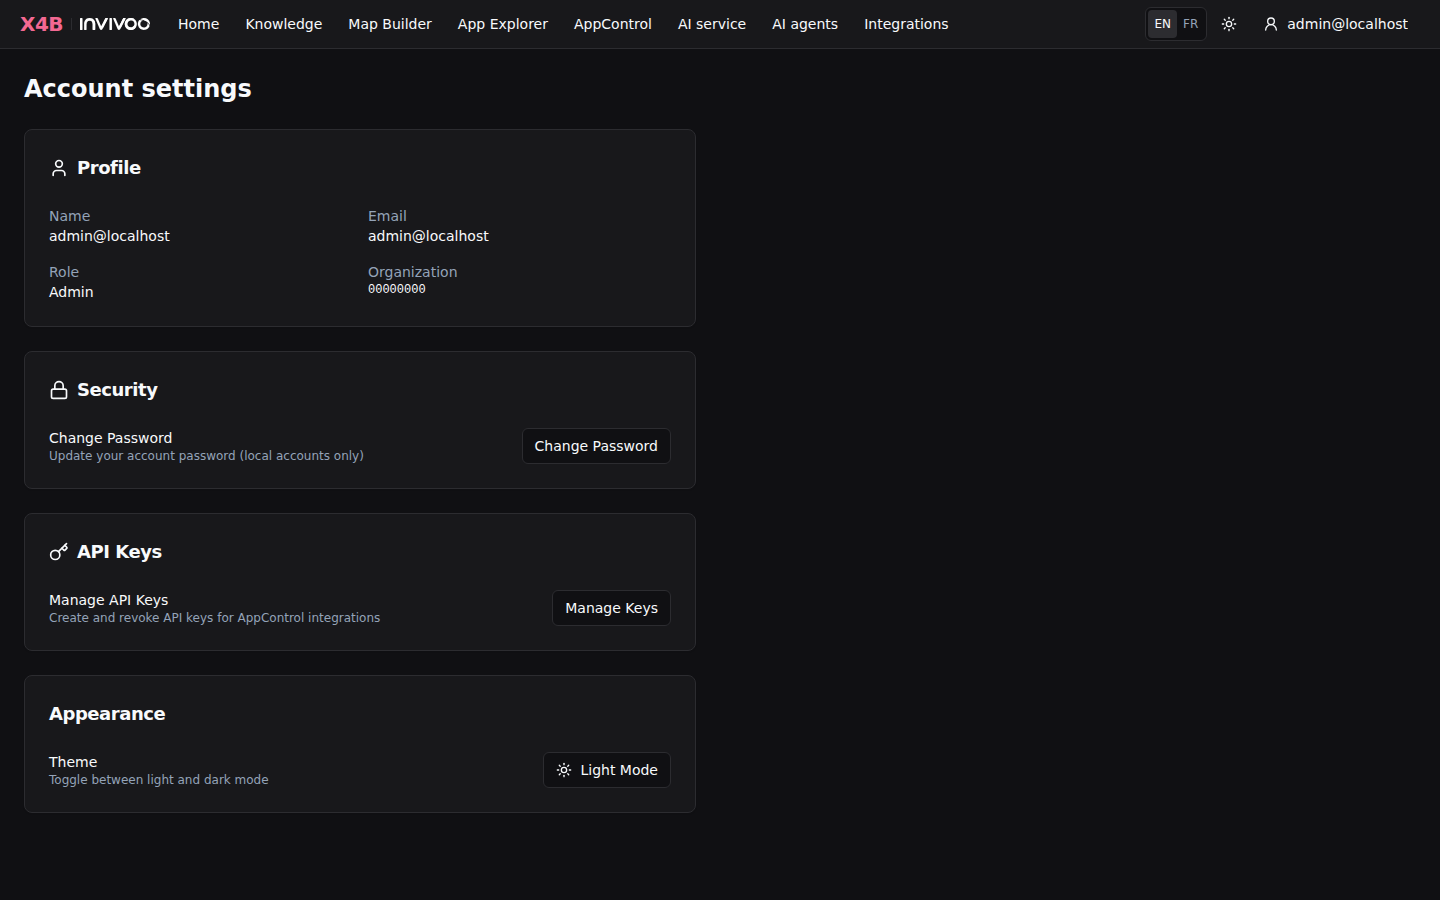 X4B INVIVOO Home Knowledge Map Builder App Explorer AppControl AI service AI agents Integrations EN FR admin@localhost
Account settings
Profile
Name Email
admin@localhost admin@localhost
Role Organization
Admin 00000000
Security
Change Password
Update your account password (local accounts only)
Change Password
API Keys
Manage API Keys
Create and revoke API keys for AppControl integrations
Manage Keys
Appearance
Theme
Toggle between light and dark mode
Light Mode